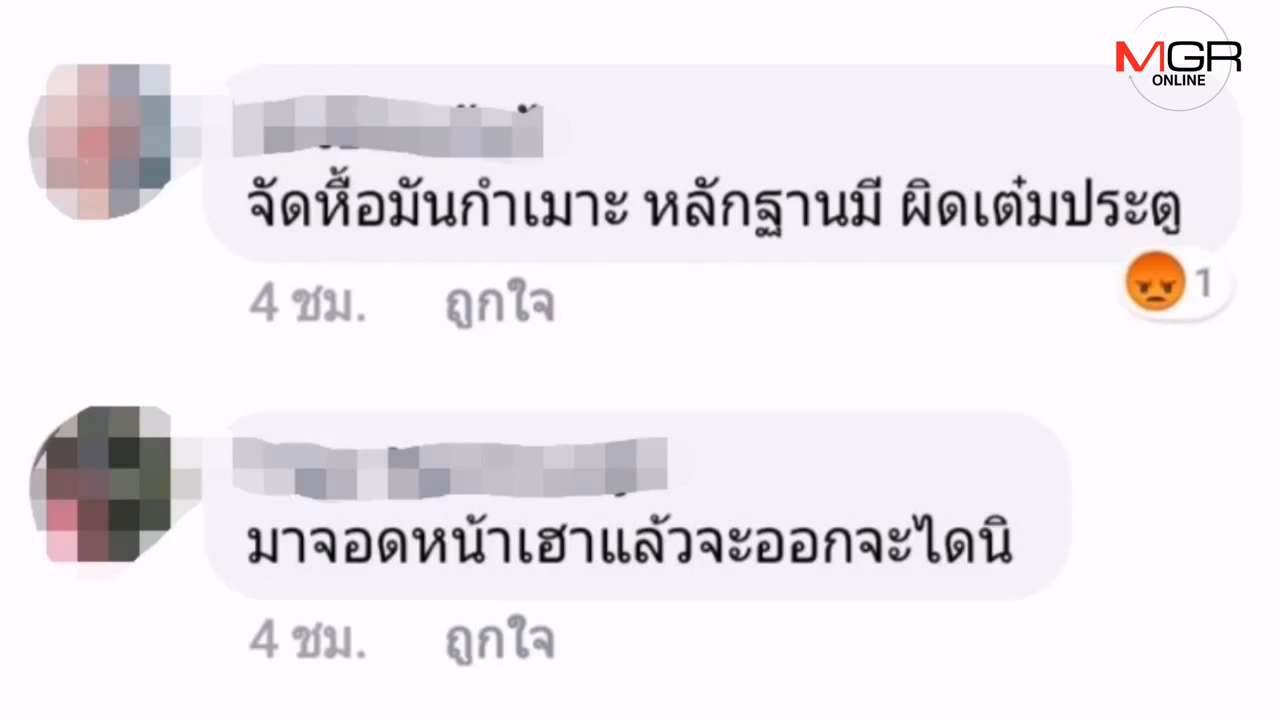 MGR
ONLINE
จัดหื้อมันกำเมาะ หลักฐานมี ผิดเต๋มประตู
1
4 ชม. ถูกใจ
มาจอดหน้าเฮาแล้วจะออกจะไดนิ
4 ชม. ถูกใจ